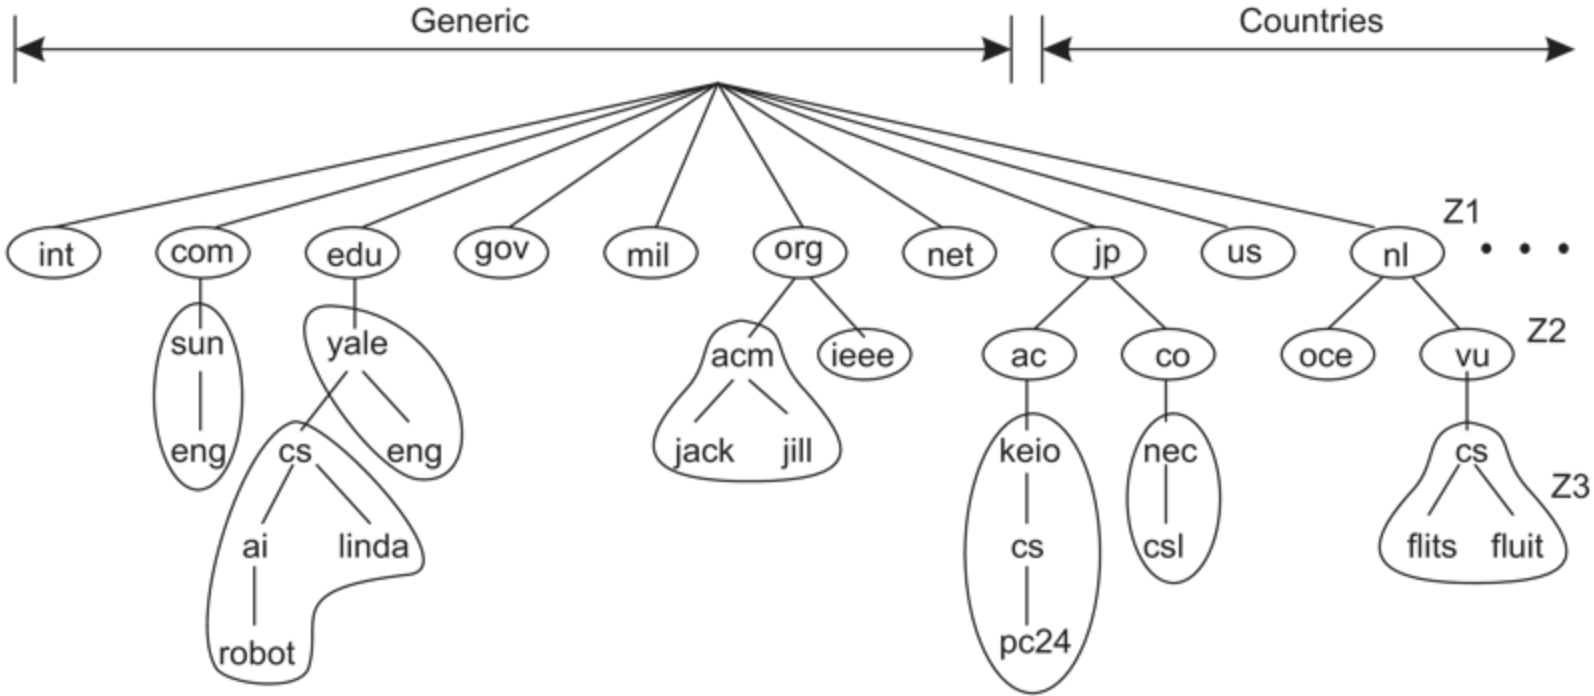 Generic Countries
Z1
int com edu gov mil org net jp us nl
Z2
sun yale acm ieee ac co oce vu
eng cs eng jack jill keio nec cs
Z3
ai linda cs csl flits fluit
robot pc24